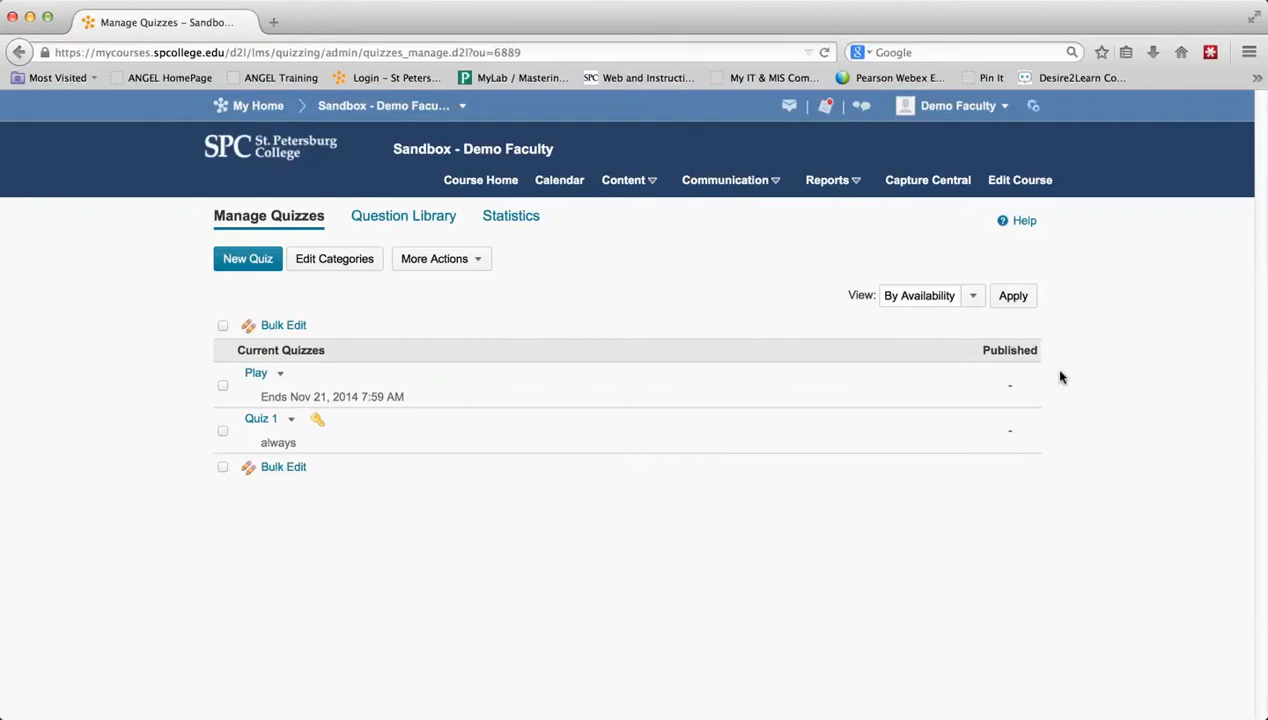 Manage Quizzes – Sandbo...
https://mycourses.spcollege.edu/d2l/lms/quizzing/admin/quizzes_manage.d2l?ou=6889
Google
Most Visited
ANGEL HomePage
ANGEL Training
Login – St Peters...
MyLab / Masterin...
SPC Web and Instructi...
My IT & MIS Com...
Pearson Webex E...
Pin It
Desire2Learn Co...
My Home
Sandbox - Demo Facu...
Demo Faculty
SPC St. Petersburg College
Sandbox - Demo Faculty
Course Home
Calendar
Content
Communication
Reports
Capture Central
Edit Course
Manage Quizzes
Question Library
Statistics
Help
New Quiz
Edit Categories
More Actions
View: By Availability
Apply
Bulk Edit
Current Quizzes
Published
Play
-
Ends Nov 21, 2014 7:59 AM
Quiz 1
-
always
Bulk Edit